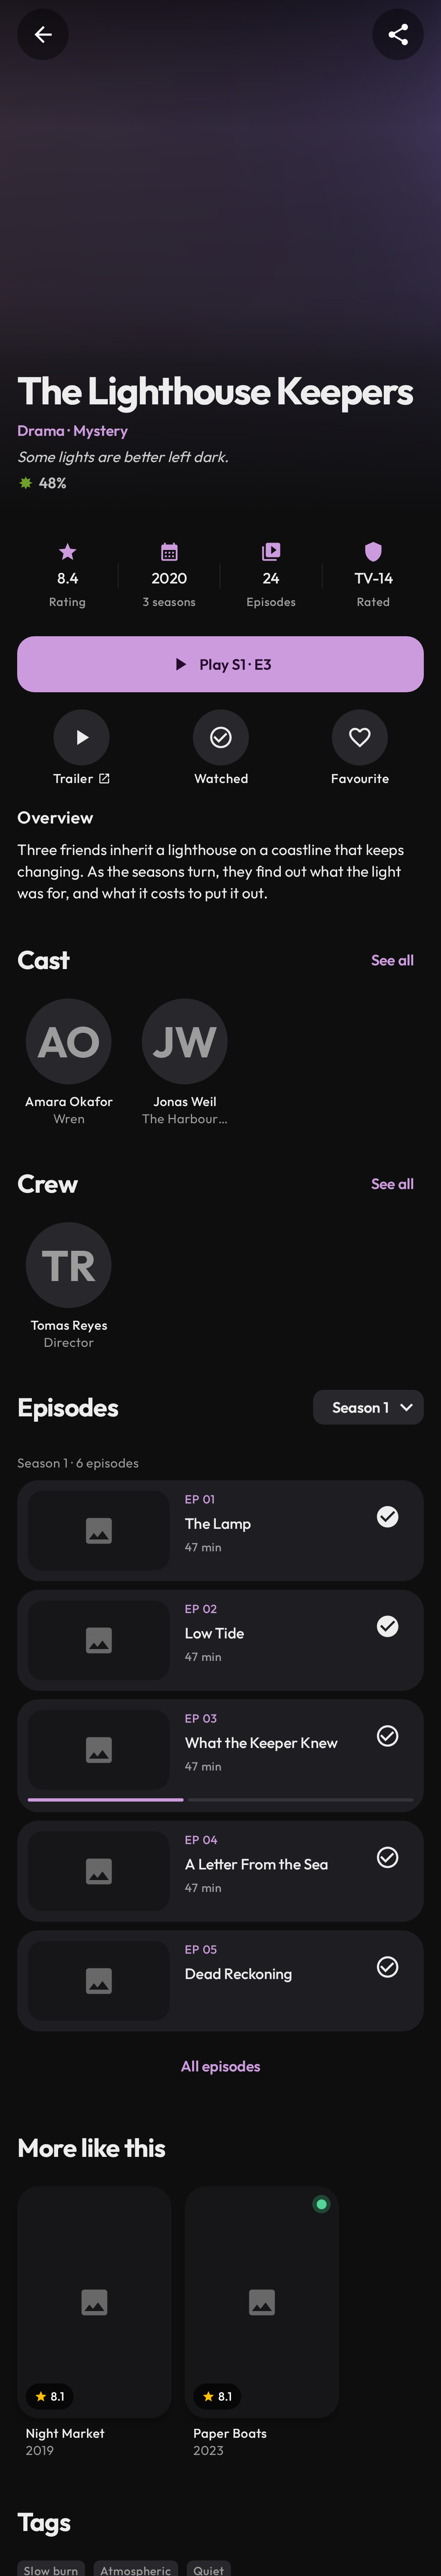 The Lighthouse Keepers
Drama · Mystery
Some lights are better left dark.
48%
8.4
Rating
2020
3 seasons
24
Episodes
TV-14
Rated
Play S1 · E3
Trailer
Watched
Favourite
Overview
Three friends inherit a lighthouse on a coastline that keeps
changing. As the seasons turn, they find out what the light
was for, and what it costs to put it out.
Cast
See all
AO
Amara Okafor
Wren
JW
Jonas Weil
The Harbour…
Crew
See all
TR
Tomas Reyes
Director
Episodes
Season 1
Season 1 · 6 episodes
EP 01
The Lamp
47 min
EP 02
Low Tide
47 min
EP 03
What the Keeper Knew
47 min
EP 04
A Letter From the Sea
47 min
EP 05
Dead Reckoning
All episodes
More like this
8.1
Night Market
2019
8.1
Paper Boats
2023
Tags
Slow burn
Atmospheric
Quiet